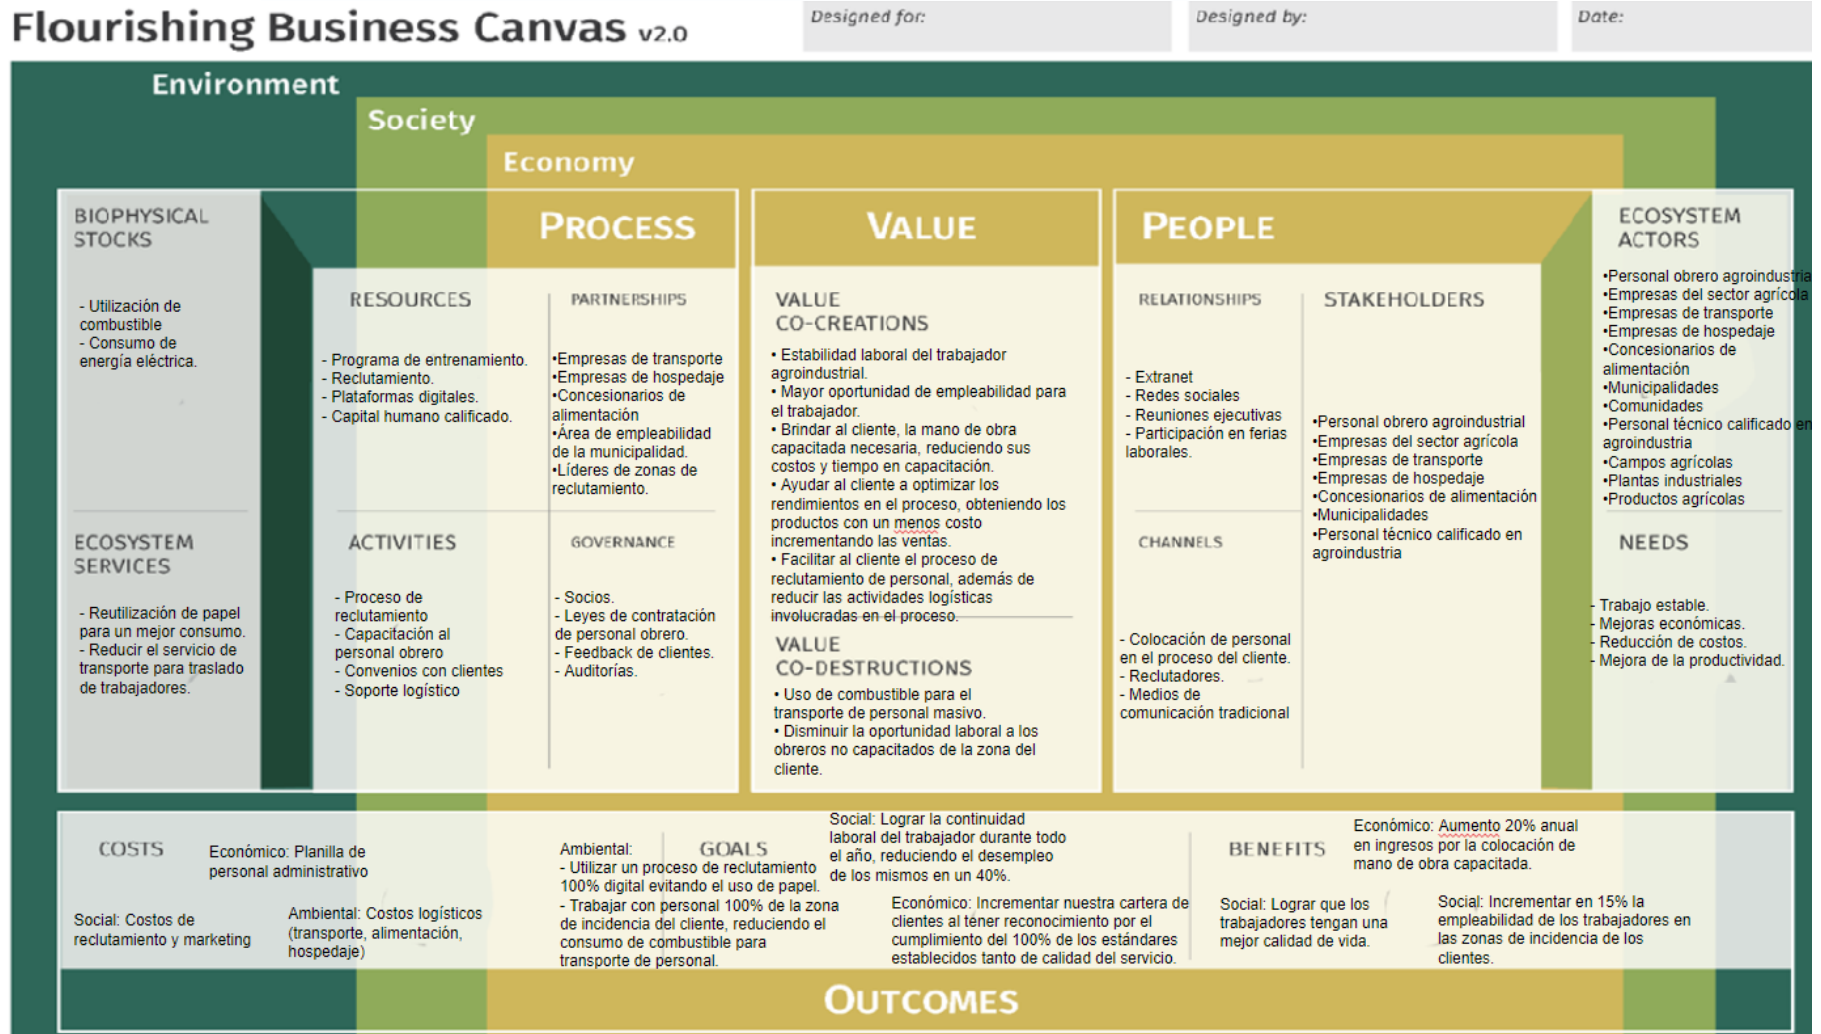 Flourishing Business Canvas v2.0
Designed for:
Designed by:
Date:
Environment
Society
Economy
BIOPHYSICAL
STOCKS
- Utilización de
combustible
- Consumo de
energía eléctrica.
ECOSYSTEM
SERVICES
- Reutilización de papel
para un mejor consumo.
- Reducir el servicio de
transporte para traslado
de trabajadores.
PROCESS
RESOURCES
- Programa de entrenamiento.
- Reclutamiento.
- Plataformas digitales.
- Capital humano calificado.
PARTNERSHIPS
•Empresas de transporte
•Empresas de hospedaje
•Concesionarios de
alimentación
•Área de empleabilidad
de la municipalidad.
•Líderes de zonas de
reclutamiento.
ACTIVITIES
- Proceso de
reclutamiento
- Capacitación al
personal obrero
- Convenios con clientes
- Soporte logístico
GOVERNANCE
- Socios.
- Leyes de contratación
de personal obrero.
- Feedback de clientes.
- Auditorías.
VALUE
VALUE
CO-CREATIONS
• Estabilidad laboral del trabajador
agroindustrial.
• Mayor oportunidad de empleabilidad para
el trabajador.
• Brindar al cliente, la mano de obra
capacitada necesaria, reduciendo sus
costos y tiempo en capacitación.
• Ayudar al cliente a optimizar los
rendimientos en el proceso, obteniendo los
productos con un menos costo
incrementando las ventas.
• Facilitar al cliente el proceso de
reclutamiento de personal, además de
reducir las actividades logísticas
involucradas en el proceso.
VALUE
CO-DESTRUCTIONS
• Uso de combustible para el
transporte de personal masivo.
• Disminuir la oportunidad laboral a los
obreros no capacitados de la zona del
cliente.
PEOPLE
RELATIONSHIPS
- Extranet
- Redes sociales
- Reuniones ejecutivas
- Participación en ferias
laborales.
CHANNELS
- Colocación de personal
en el proceso del cliente.
- Reclutadores.
- Medios de
comunicación tradicional
STAKEHOLDERS
•Personal obrero agroindustrial
•Empresas del sector agrícola
•Empresas de transporte
•Empresas de hospedaje
•Concesionarios de alimentación
•Municipalidades
•Personal técnico calificado en
agroindustria
ECOSYSTEM
ACTORS
•Personal obrero agroindustria
•Empresas del sector agrícola
•Empresas de transporte
•Empresas de hospedaje
•Concesionarios de
alimentación
•Municipalidades
•Comunidades
•Personal técnico calificado en
agroindustria
•Campos agrícolas
•Plantas industriales
•Productos agrícolas
NEEDS
- Trabajo estable.
- Mejoras económicas.
- Reducción de costos.
- Mejora de la productividad.
COSTS
Económico: Planilla de
personal administrativo
Social: Costos de
reclutamiento y marketing
Ambiental: Costos logísticos
(transporte, alimentación,
hospedaje)
GOALS
Ambiental:
- Utilizar un proceso de reclutamiento
100% digital evitando el uso de papel.
- Trabajar con personal 100% de la zona
de incidencia del cliente, reduciendo el
consumo de combustible para
transporte de personal.
Social: Lograr la continuidad
laboral del trabajador durante todo
el año, reduciendo el desempleo
de los mismos en un 40%.
Económico: Incrementar nuestra cartera de
clientes al tener reconocimiento por el
cumplimiento del 100% de los estándares
establecidos tanto de calidad del servicio.
BENEFITS
Económico: Aumento 20% anual
en ingresos por la colocación de
mano de obra capacitada.
Social: Lograr que los
trabajadores tengan una
mejor calidad de vida.
Social: Incrementar en 15% la
empleabilidad de los trabajadores en
las zonas de incidencia de los
clientes.
OUTCOMES